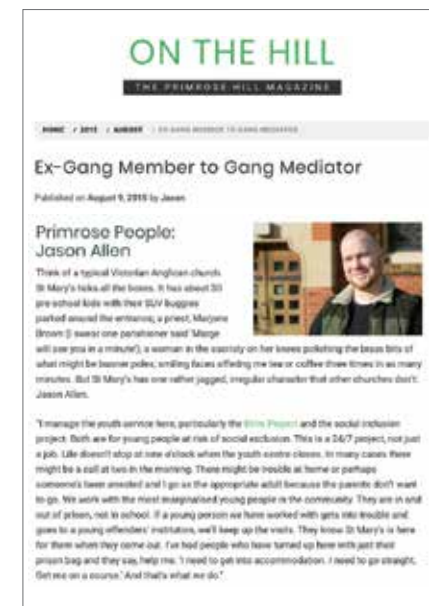 ON THE HILL
THE PRIMROSE HILL MAGAZINE
HOME / 2015 / AUGUST / EX-GANG MEMBER TO GANG MEDIATOR
Ex-Gang Member to Gang Mediator
Published on August 9, 2015 by Jason
Primrose People:
Jason Allen
Think of a typical Victorian Anglican church.
St Mary's ticks all the boxes. It has about 30
pre-school kids with their SUV buggies
parked around the entrance; a priest, Marjorie
Brown (I swear one parishioner said 'Marge
will see you in a minute'), a woman in the sacristy on her knees polishing the brass bits of
what might be banner poles, smiling faces offering me tea or coffee three times in as many
minutes. But St Mary's has one rather jagged, irregular character that other churches don't:
Jason Allen.
"I manage the youth service here, particularly the Project and the social inclusion
project. Both are for young people at risk of social exclusion. This is a 24/7 project, not just
a job. Life doesn't stop at nine o'clock when the youth centre closes. In many cases there
might be a call at two in the morning. There might be trouble at home or perhaps
someone's been arrested and I go as the appropriate adult because the parents don't want
to go. We work with the most marginalised young people in the community. They are in and
out of prison, not in school. If a young person we have worked with gets into trouble and
goes to a young offenders' institution, we'll keep up the visits. They know St Mary's is here
for them when they come out. I've had people who have turned up here with just their
prison bag and they say, help me. 'I need to get into accommodation. I need to go straight.
Get me on a course.' And that's what we do."